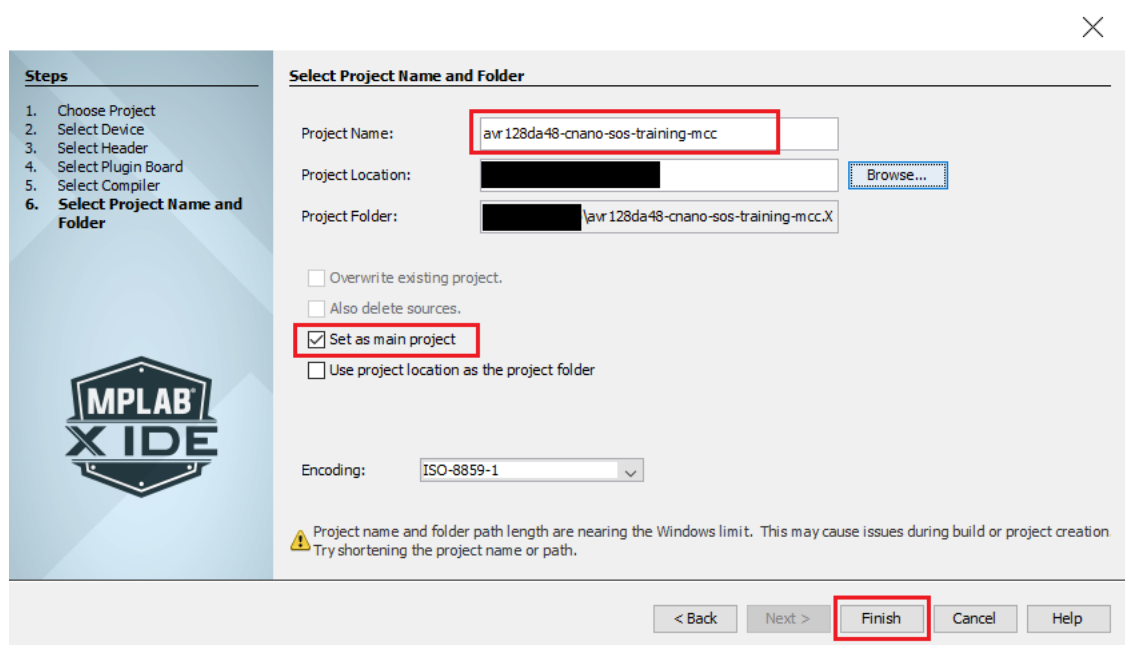 Steps
1. Choose Project
2. Select Device
3. Select Header
4. Select Plugin Board
5. Select Compiler
6. Select Project Name and
Folder
MPLAB®
X IDE
Select Project Name and Folder
Project Name: avr128da48-cnano-sos-training-mcc
Project Location: Browse...
Project Folder: \avr128da48-cnano-sos-training-mcc.X
Overwrite existing project.
Also delete sources.
Set as main project
Use project location as the project folder
Encoding: ISO-8859-1
Project name and folder path length are nearing the Windows limit. This may cause issues during build or project creation
Try shortening the project name or path.
< Back Next > Finish Cancel Help